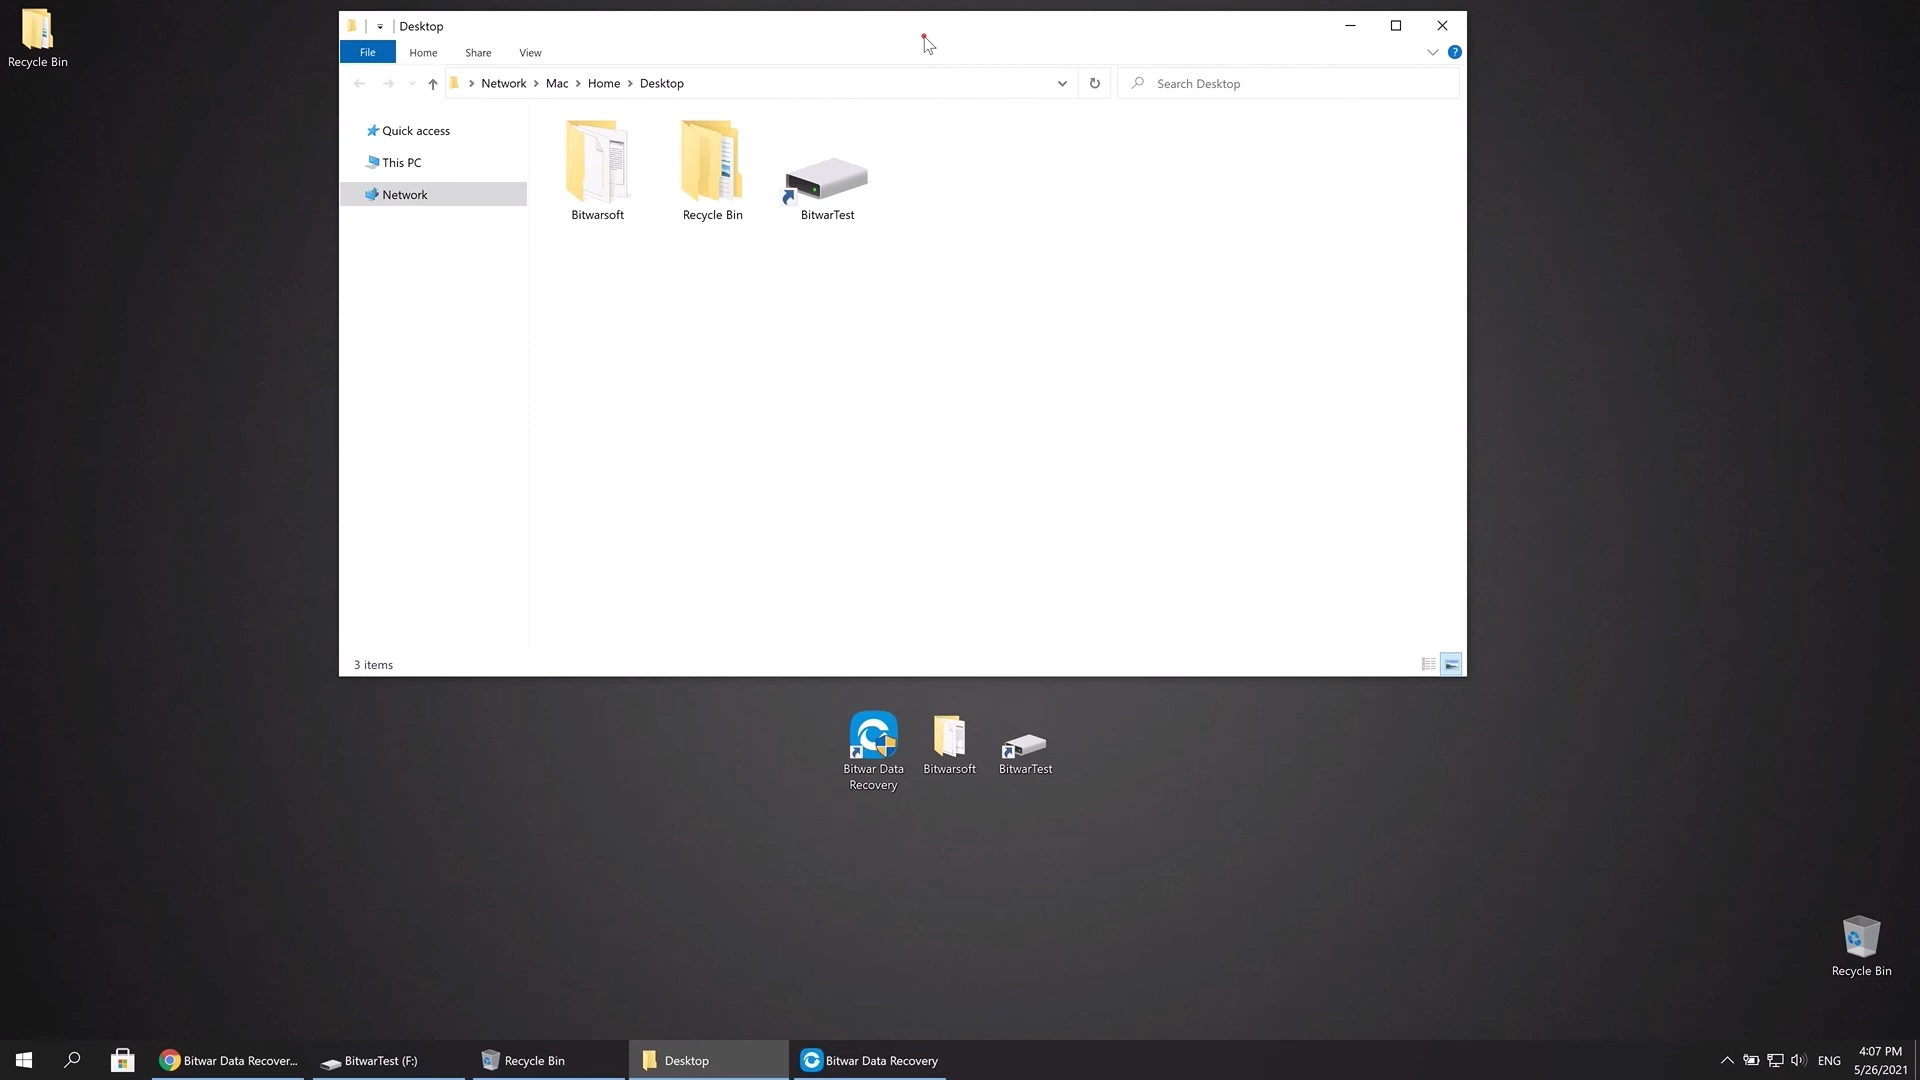 Recycle Bin
Desktop
File Home Share View
Network Mac Home Desktop
Search Desktop
Quick access
This PC
Network
Bitwarsoft
Recycle Bin
BitwarTest
3 items
Bitwar Data
Recovery
Bitwarsoft
BitwarTest
Recycle Bin
Bitwar Data Recover...
BitwarTest (F:)
Recycle Bin
Desktop
Bitwar Data Recovery
ENG
4:07 PM
5/26/2021